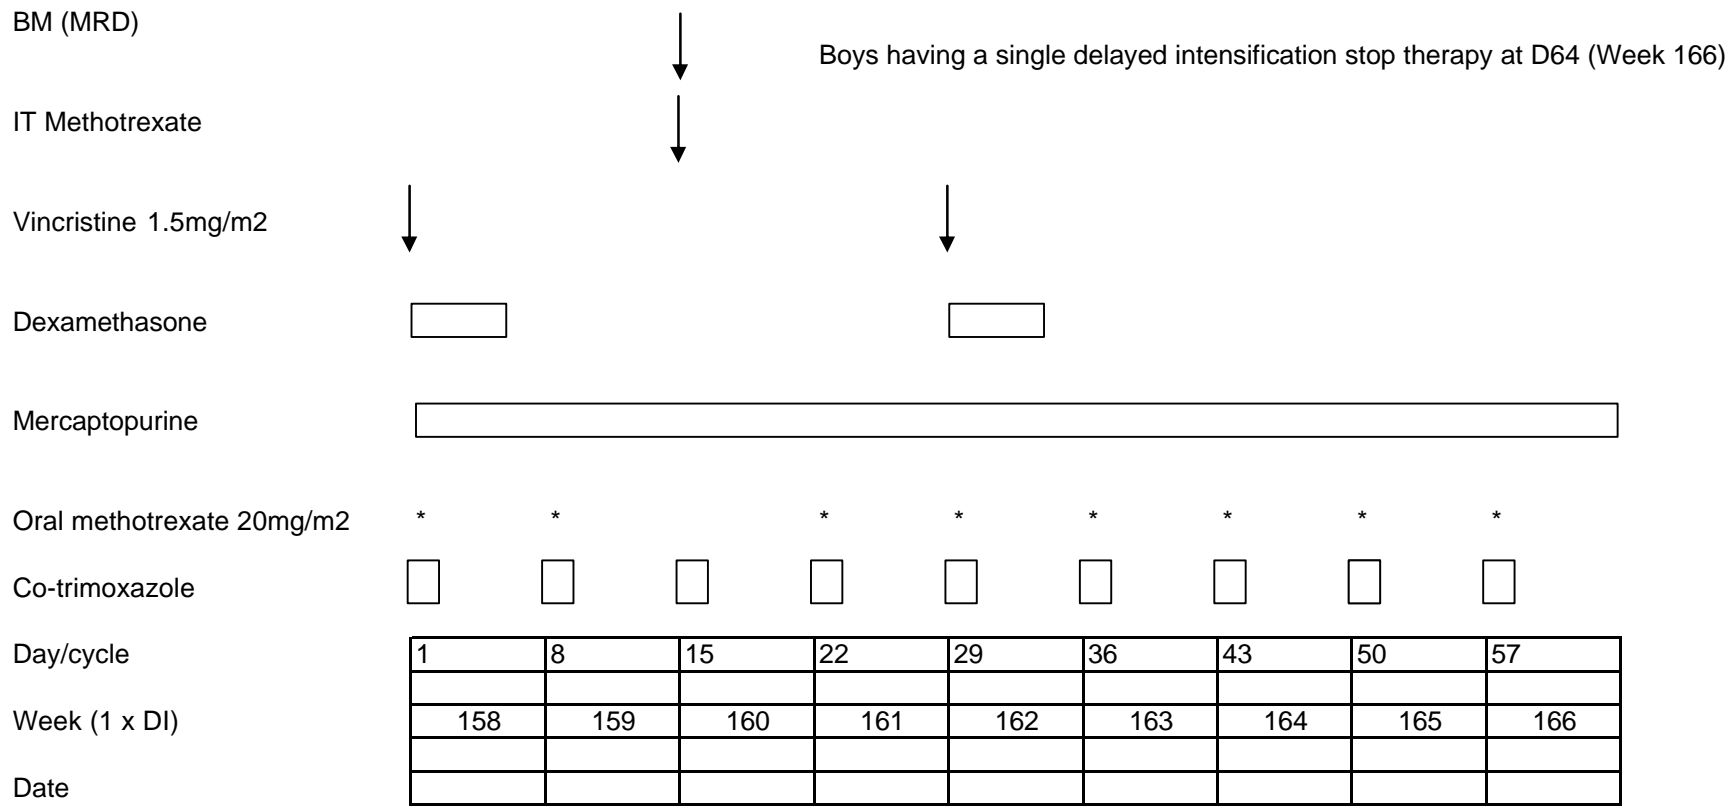 BM (MRD)
Boys having a single delayed intensification stop therapy at D64 (Week 166)
IT Methotrexate
Vincristine 1.5mg/m2
Dexamethasone
Mercaptopurine
Oral methotrexate 20mg/m2 * * * * * * * *
Co-trimoxazole
Day/cycle 1 8 15 22 29 36 43 50 57
Week (1 x DI) 158 159 160 161 162 163 164 165 166
Date